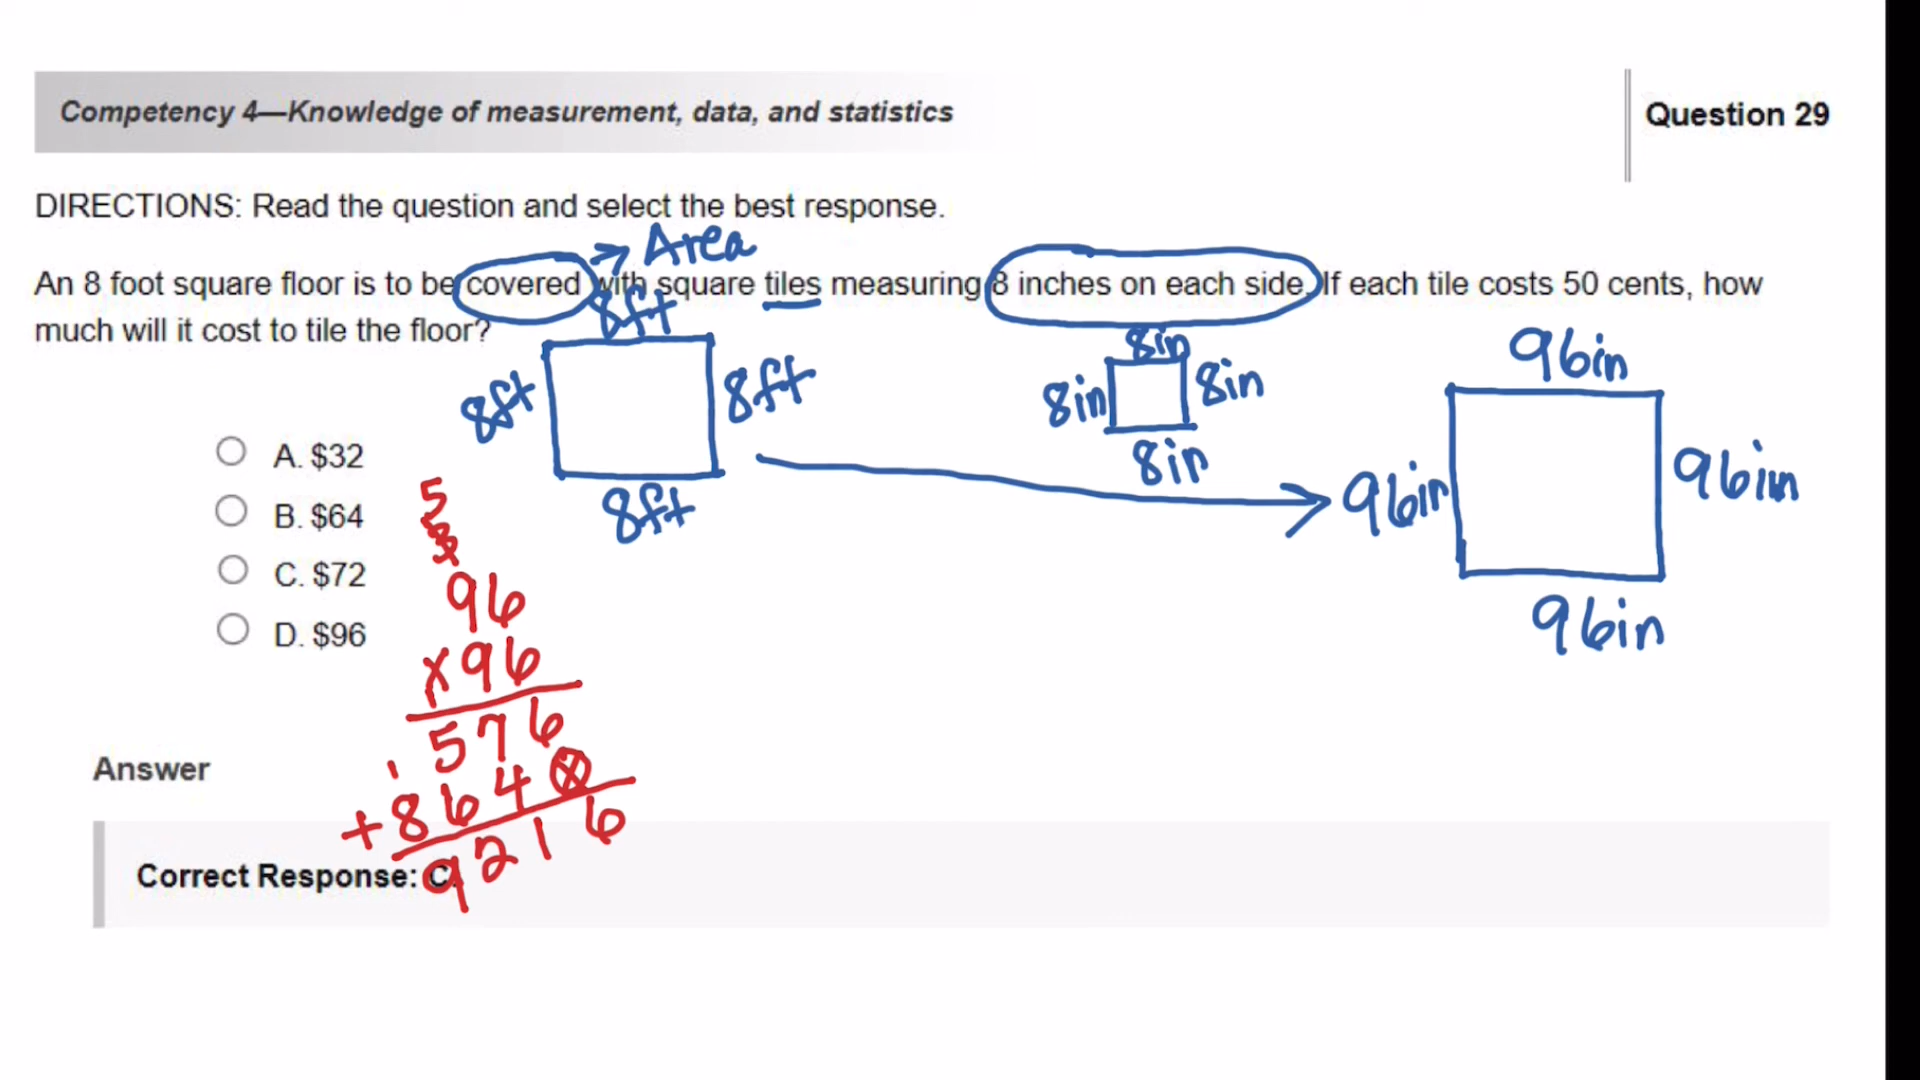 Competency 4—Knowledge of measurement, data, and statistics
Question 29
DIRECTIONS: Read the question and select the best response.
→ Area
An 8 foot square floor is to be covered with square tiles measuring 8 inches on each side. If each tile costs 50 cents, how
much will it cost to tile the floor?
8ft
8ft
8ft
8ft
8in
8in
8in
8in
96in
96in
96in
96in
A. $32
B. $64
C. $72
D. $96
5
96
x96
576
1
+864⊗
9216
Answer
Correct Response: C.